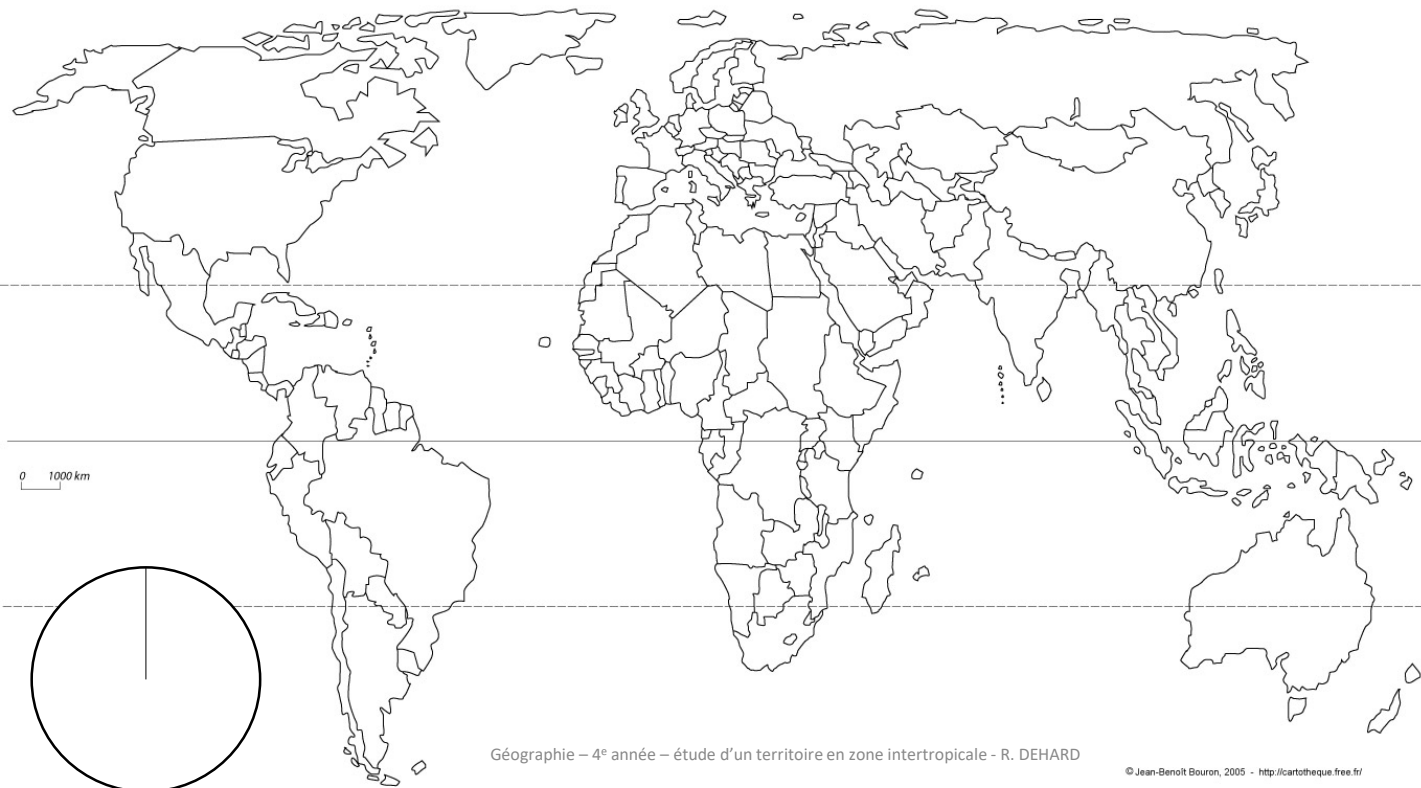 0 1000 km
Géographie – 4e année – étude d'un territoire en zone intertropicale - R. DEHARD
© Jean-Benoît Bouron, 2005 - http://cartotheque.free.fr/